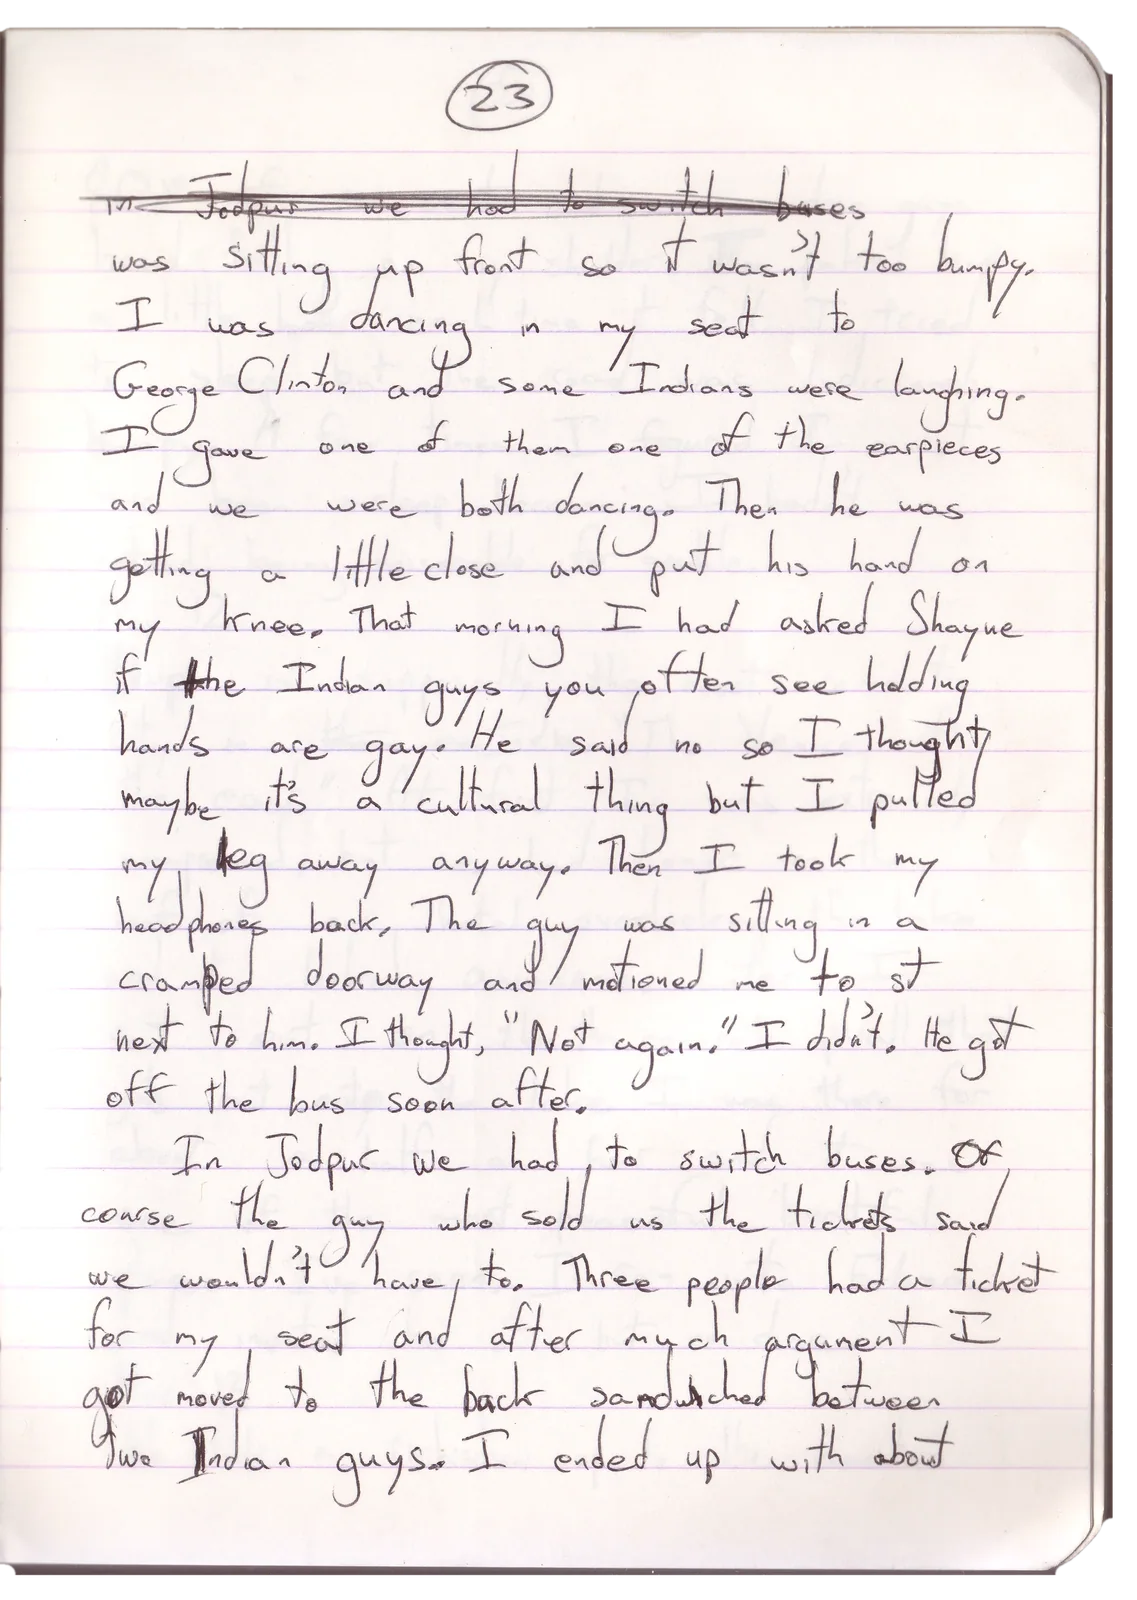 23
in Jodpur we had to switch buses
was sitting up front so it wasn't too bumpy.
I was dancing in my seat to
George Clinton and some Indians were laughing.
I gave one of them one of the earpieces
and we were both dancing. Then he was
getting a little close and put his hand on
my knee. That morning I had asked Shayne
if the Indian guys you often see holding
hands are gay. He said no so I thought
maybe it's a cultural thing but I pulled
my leg away anyway. Then I took my
headphones back. The guy was sitting in a
cramped doorway and motioned me to sit
next to him. I thought, "Not again." I didn't. He got
off the bus soon after.
In Jodpur we had to switch buses. Of
course the guy who sold us the tickets said
we wouldn't have to. Three people had a ticket
for my seat and after much argument I
got moved to the back sandwiched between
two Indian guys. I ended up with about